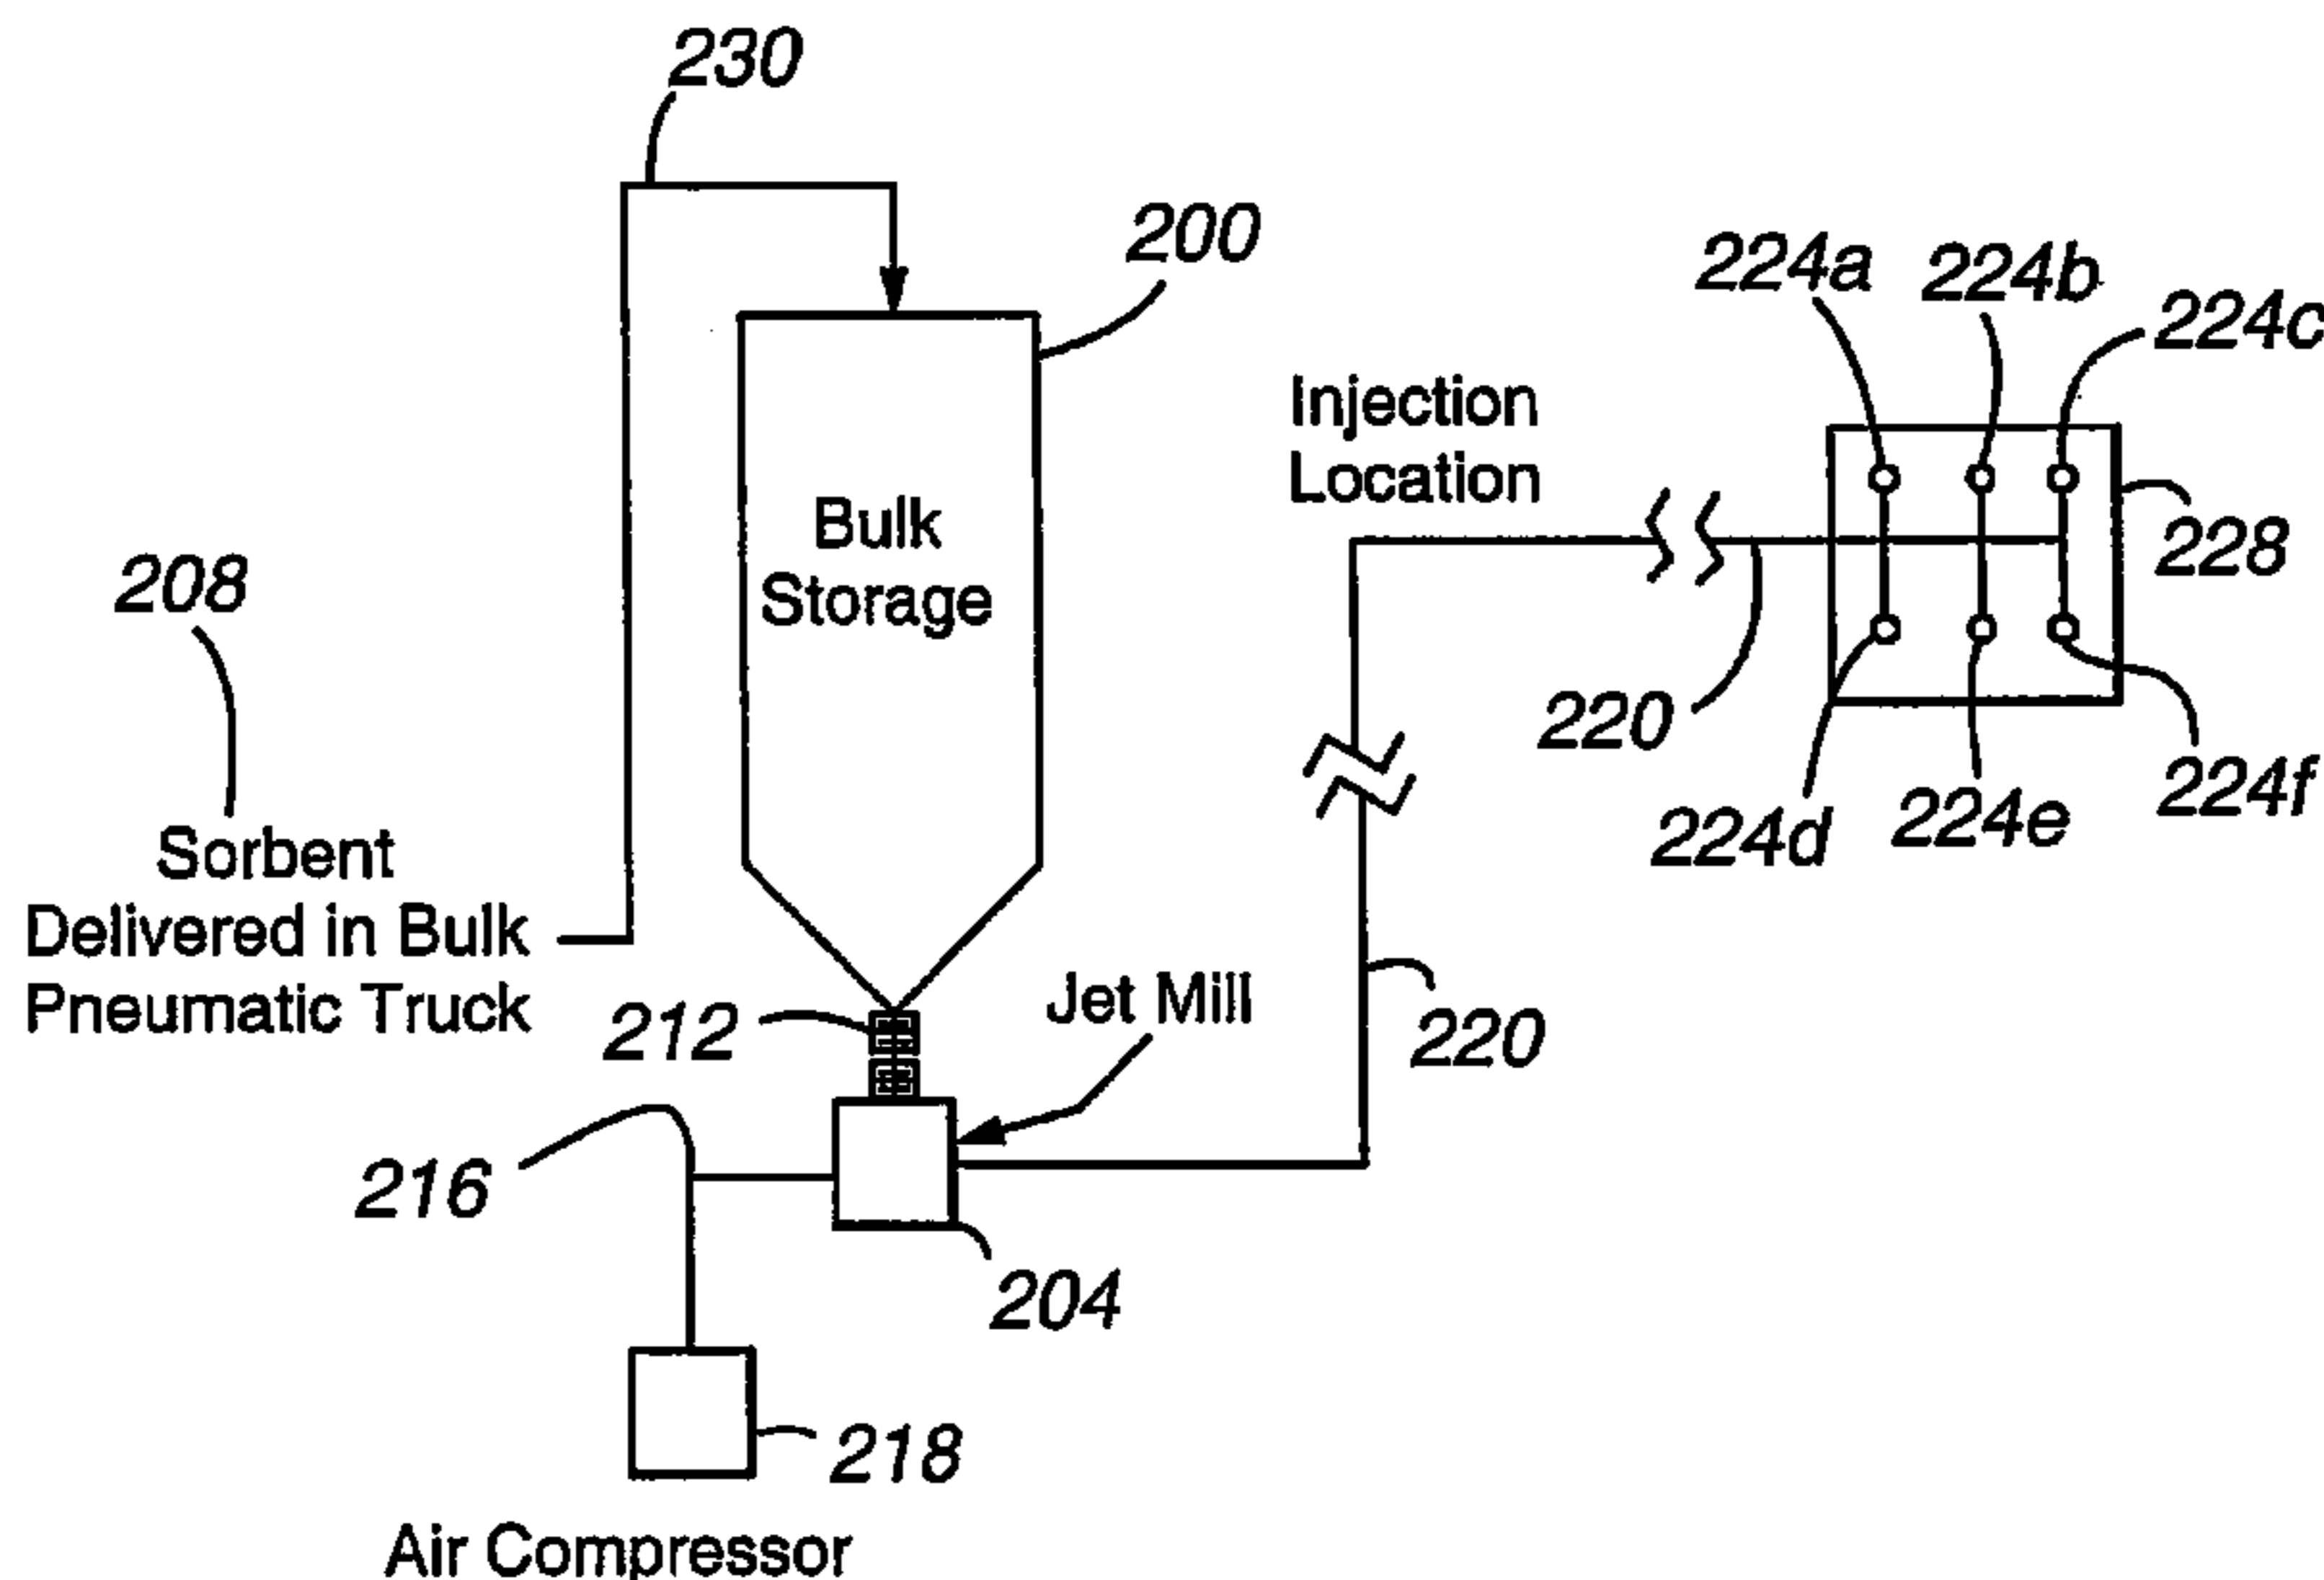 230
200
224a
224b
224c
Injection
Location
Bulk
Storage
228
208
220
224d
224e
224f
Sorbent
Delivered in Bulk
Pneumatic Truck
212
Jet Mill
220
216
204
218
Air Compressor